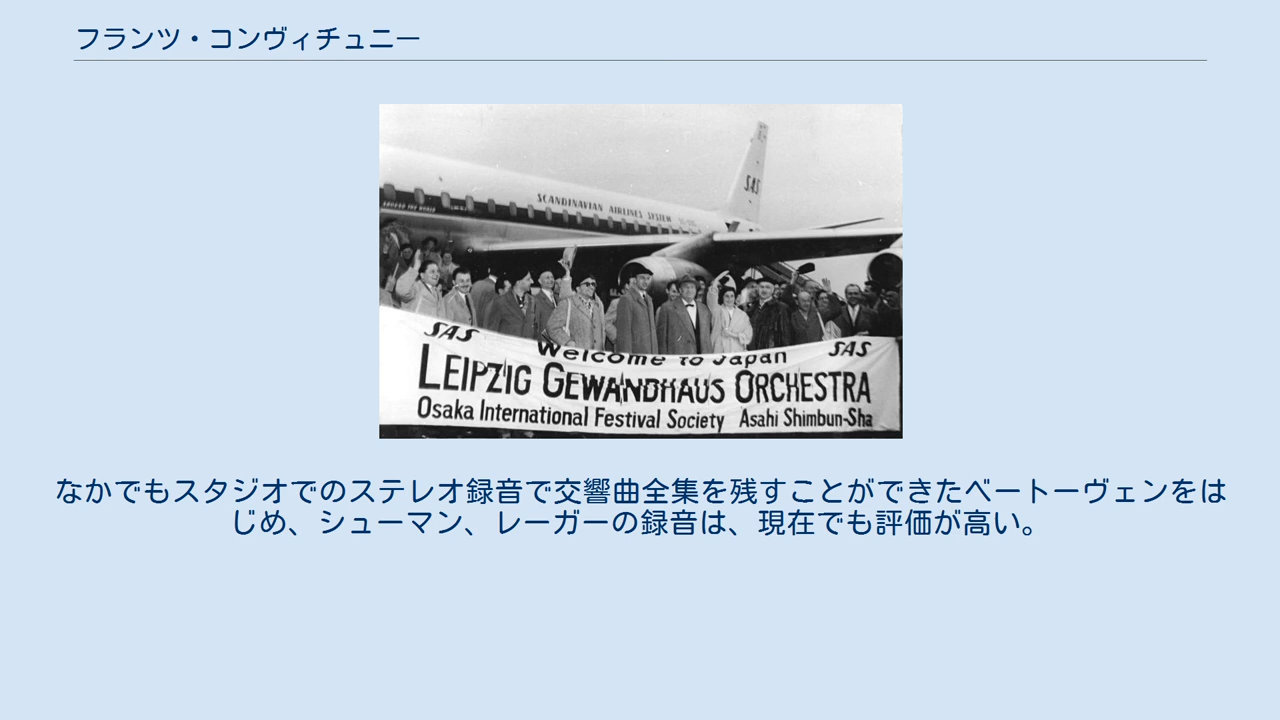 フランツ・コンヴィチュニー
SCANDINAVIAN AIRLINES SYSTEM
SAS
AROUND THE WORLD
SAS Welcome to Japan SAS
LEIPZIG GEWANDHAUS ORCHESTRA
Osaka International Festival Society Asahi Shimbun-Sha
なかでもスタジオでのステレオ録音で交響曲全集を残すことができたベートーヴェンをは
じめ、シューマン、レーガーの録音は、現在でも評価が高い。